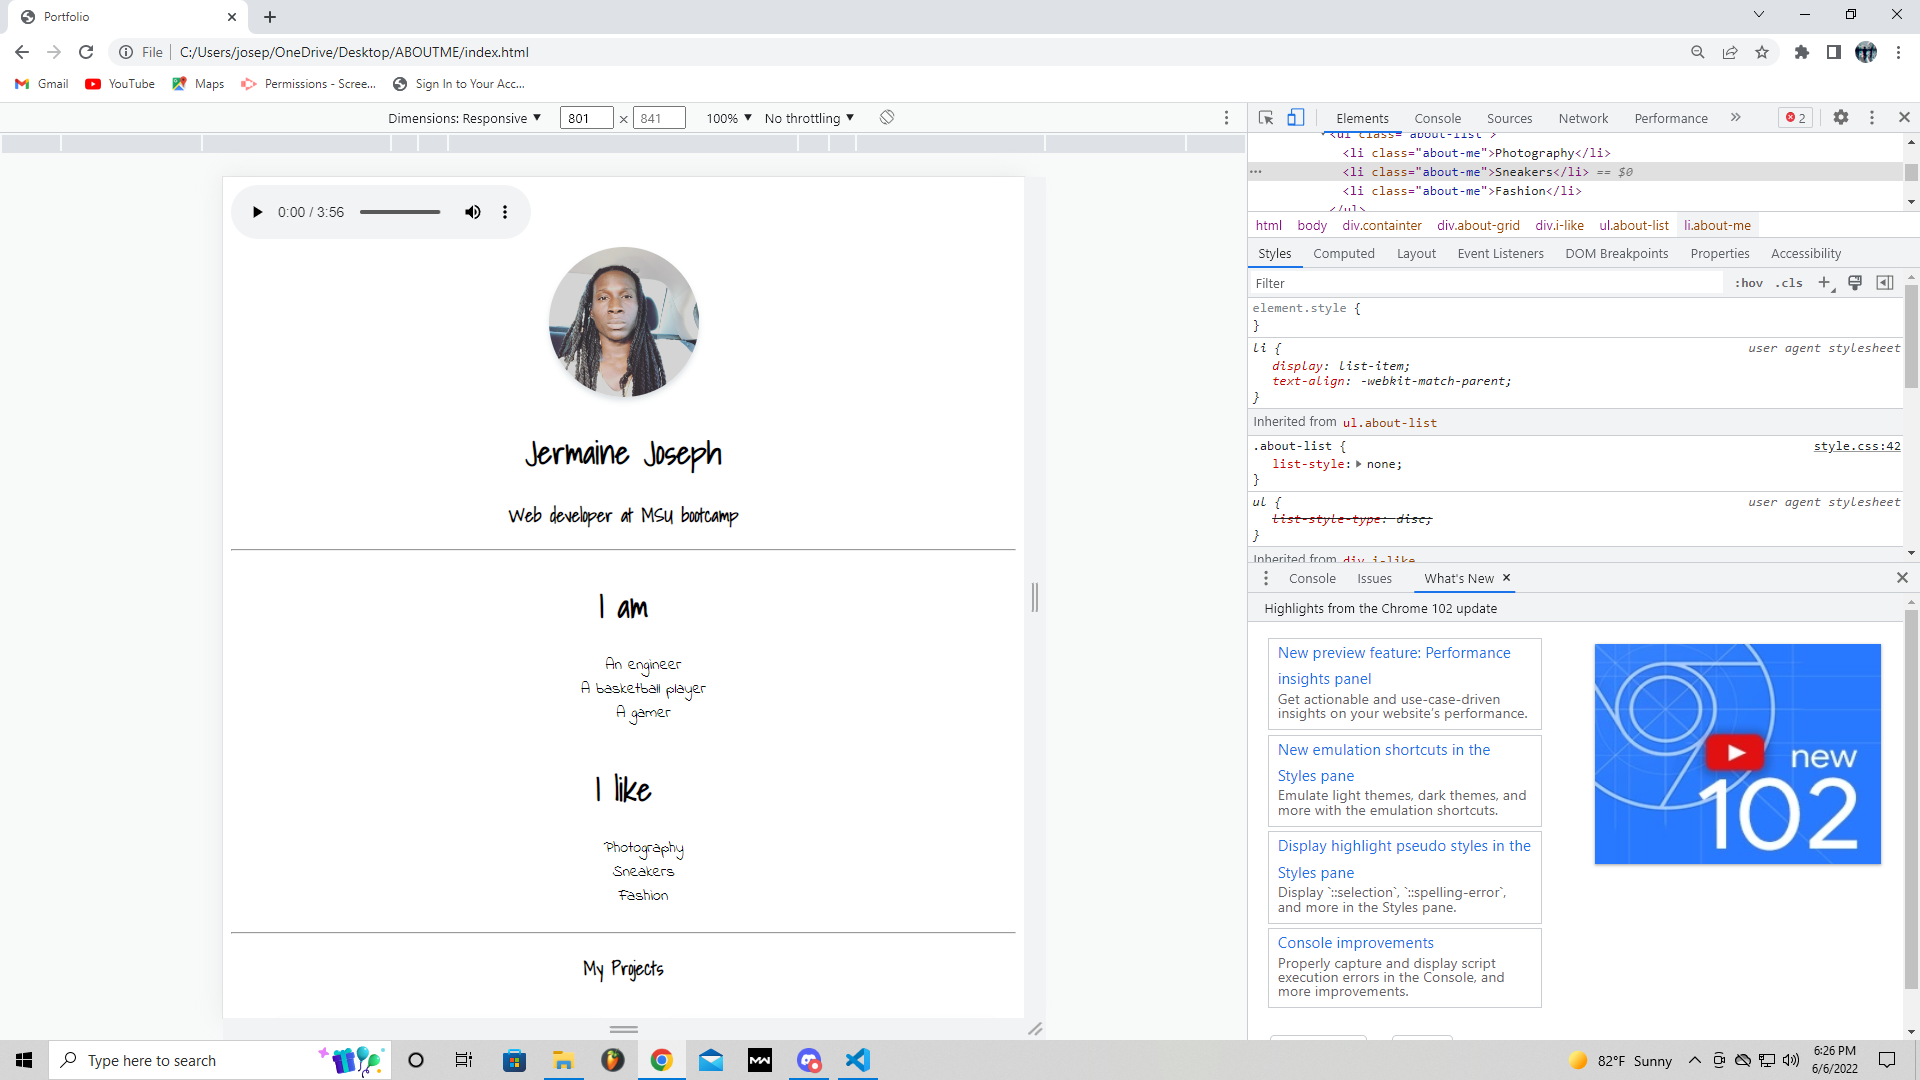 Portfolio
File C:/Users/josep/OneDrive/Desktop/ABOUTME/index.html
Gmail YouTube Maps Permissions - Scree... Sign In to Your Acc...
Dimensions: Responsive 801 × 841 100% No throttling
0:00 / 3:56
Jermaine Joseph
Web developer at MSU bootcamp
I am
An engineer
A basketball player
A gamer
I like
Photography
Sneakers
Fashion
My Projects
Elements Console Sources Network Performance » 2
<ul class="about-list">
<li class="about-me">Photography</li>
<li class="about-me">Sneakers</li> == $0
<li class="about-me">Fashion</li>
</ul>
html body div.containter div.about-grid div.i-like ul.about-list li.about-me
Styles Computed Layout Event Listeners DOM Breakpoints Properties Accessibility
Filter :hov .cls
element.style {
}
li { user agent stylesheet
display: list-item;
text-align: -webkit-match-parent;
}
Inherited from ul.about-list
.about-list { style.css:42
list-style: none;
}
ul { user agent stylesheet
list-style-type: disc;
}
Inherited from div.i-like
Console Issues What's New
Highlights from the Chrome 102 update
New preview feature: Performance
insights panel
Get actionable and use-case-driven
insights on your website's performance.
New emulation shortcuts in the
Styles pane
Emulate light themes, dark themes, and
more with the emulation shortcuts.
Display highlight pseudo styles in the
Styles pane
Display `::selection`, `::spelling-error`,
and more in the Styles pane.
Console improvements
Properly capture and display script
execution errors in the Console, and
more improvements.
new
102
Type here to search
82°F Sunny
6:26 PM
6/6/2022